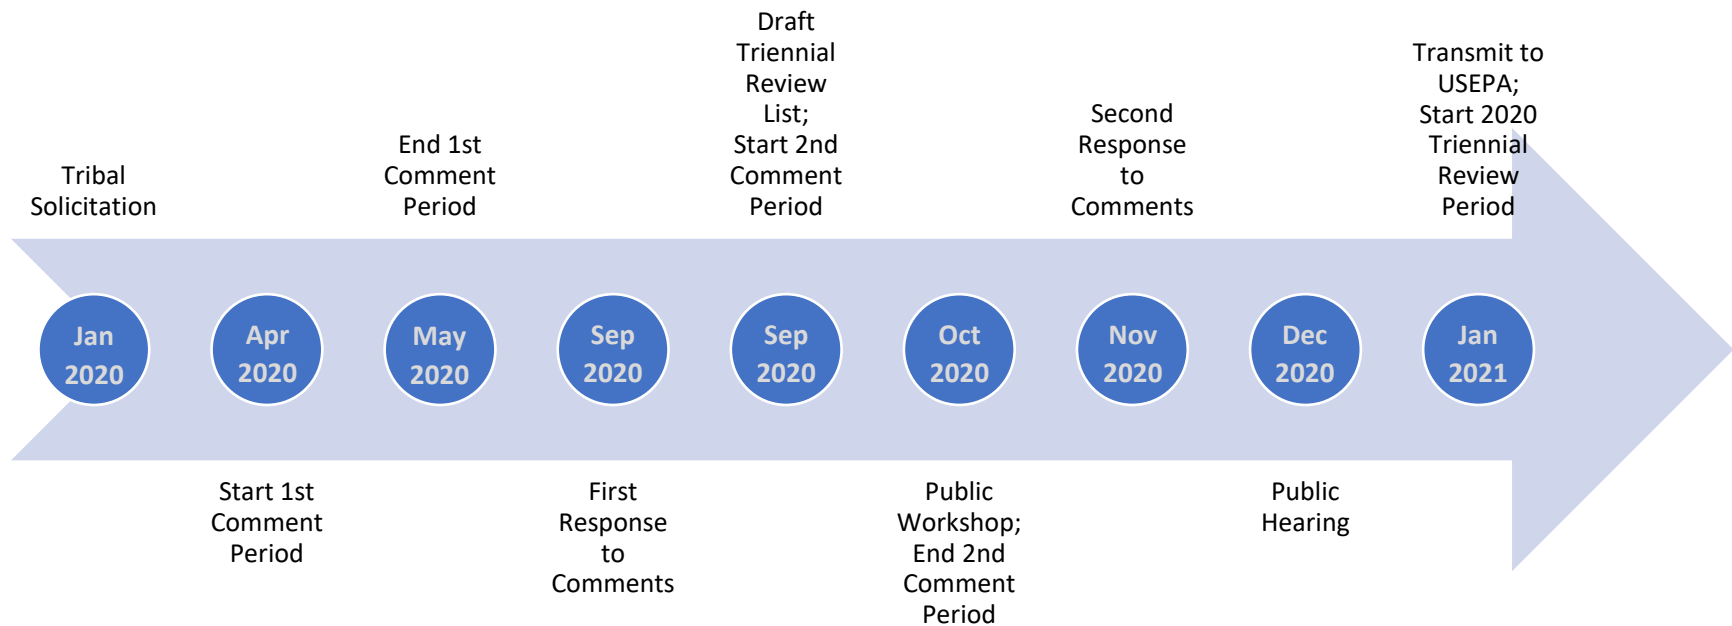 Tribal
Solicitation
End 1st
Comment
Period
Draft
Triennial
Review
List;
Start 2nd
Comment
Period
Second
Response
to
Comments
Transmit to
USEPA;
Start 2020
Triennial
Review
Period
Jan
2020
Apr
2020
May
2020
Sep
2020
Sep
2020
Oct
2020
Nov
2020
Dec
2020
Jan
2021
Start 1st
Comment
Period
First
Response
to
Comments
Public
Workshop;
End 2nd
Comment
Period
Public
Hearing